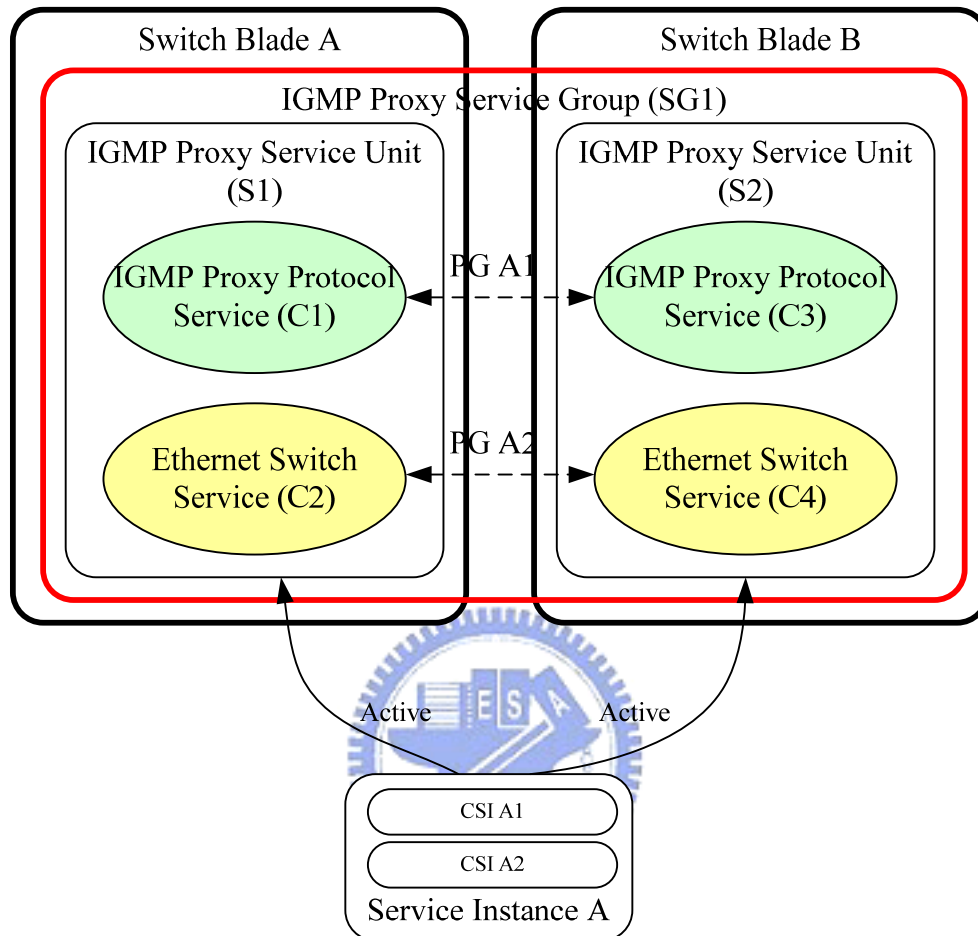 Switch Blade A
Switch Blade B
IGMP Proxy Service Group (SG1)
IGMP Proxy Service Unit
(S1)
IGMP Proxy Service Unit
(S2)
IGMP Proxy Protocol
Service (C1)
PG A1
IGMP Proxy Protocol
Service (C3)
Ethernet Switch
Service (C2)
PG A2
Ethernet Switch
Service (C4)
ESA
Active
Active
CSI A1
CSI A2
Service Instance A